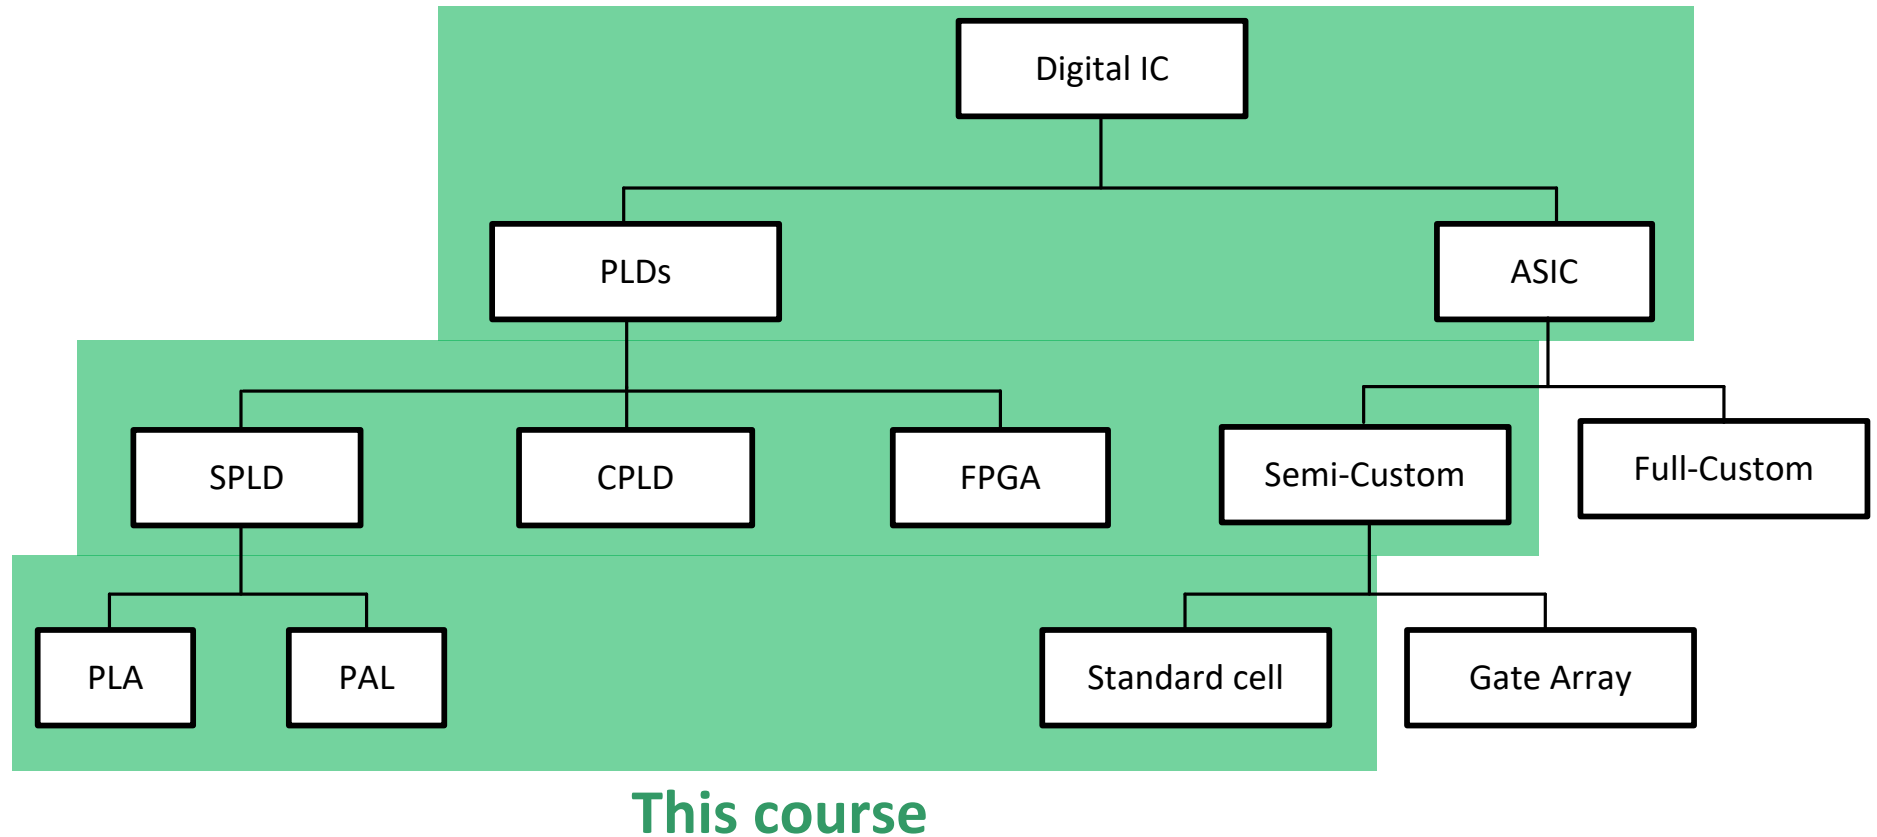 Digital IC
PLDs
ASIC
SPLD
CPLD
FPGA
Semi-Custom
Full-Custom
PLA
PAL
Standard cell
Gate Array
This course